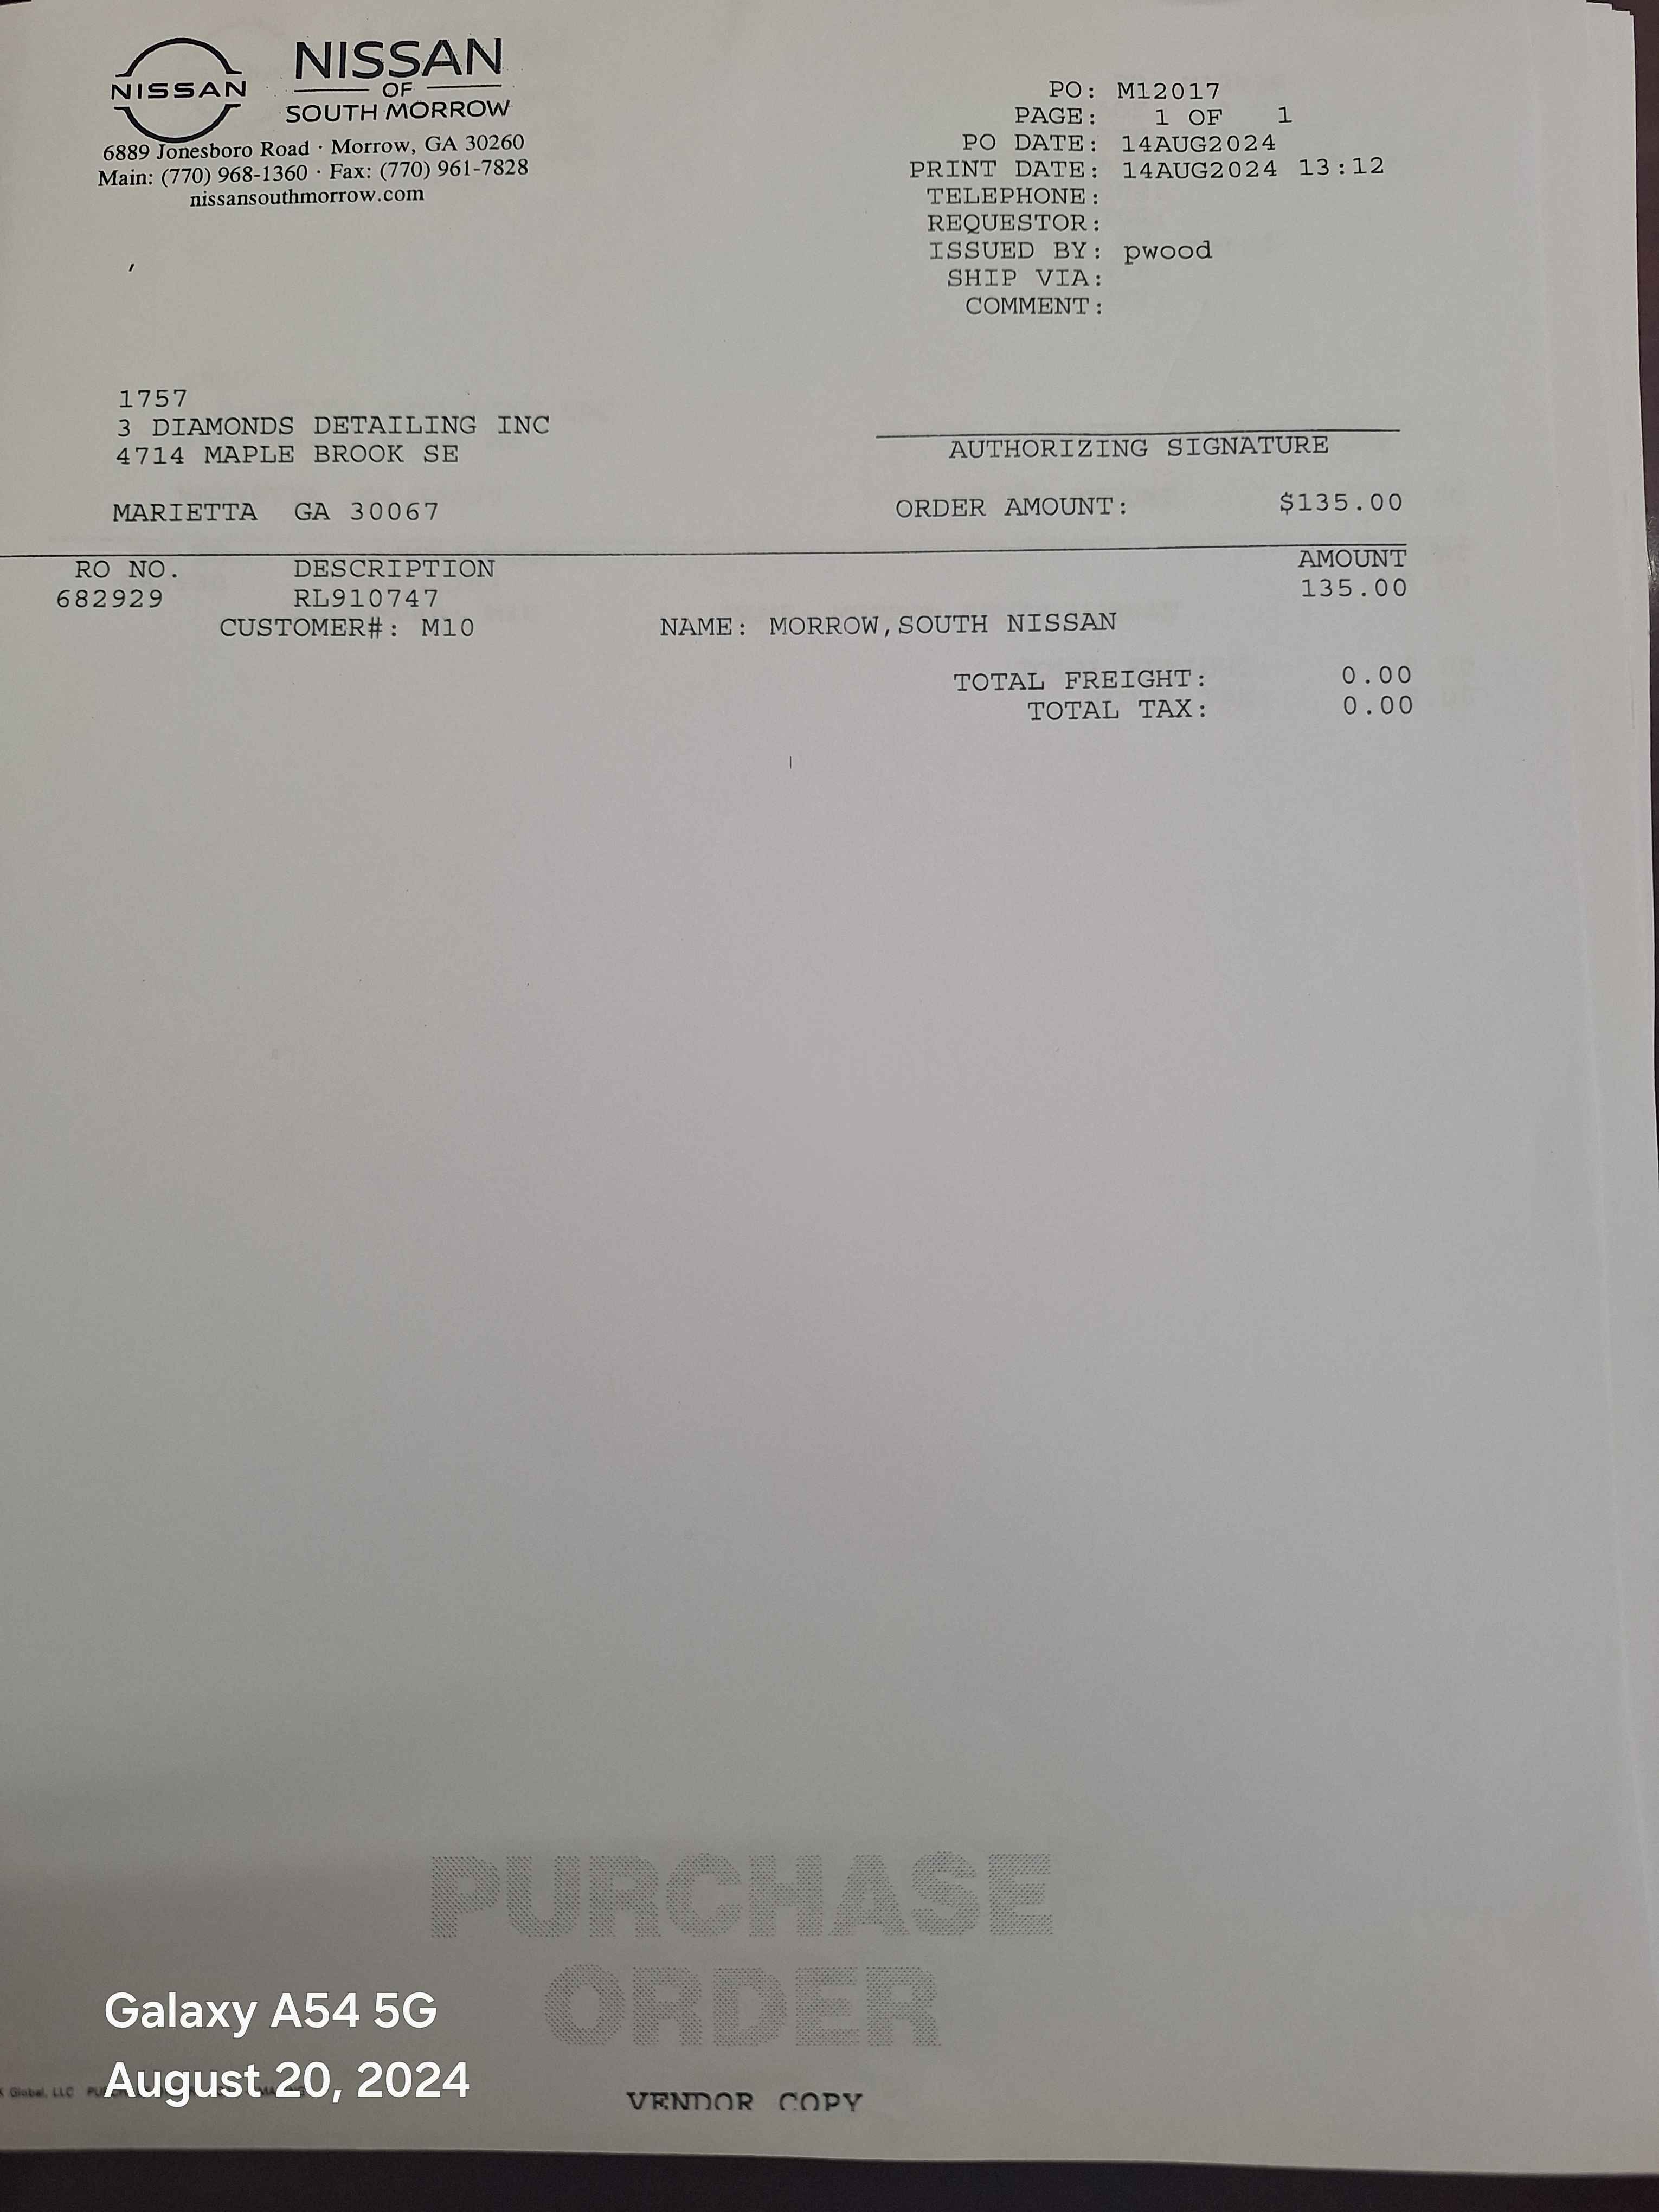 NISSAN
NISSAN
OF
SOUTH MORROW
6889 Jonesboro Road · Morrow, GA 30260
Main: (770) 968-1360 · Fax: (770) 961-7828
nissansouthmorrow.com
PO: M12017
PAGE: 1 OF 1
PO DATE: 14AUG2024
PRINT DATE: 14AUG2024 13:12
TELEPHONE:
REQUESTOR:
ISSUED BY: pwood
SHIP VIA:
COMMENT:
1757
3 DIAMONDS DETAILING INC
4714 MAPLE BROOK SE
MARIETTA GA 30067
AUTHORIZING SIGNATURE
ORDER AMOUNT: $135.00
RO NO. DESCRIPTION AMOUNT
682929 RL910747 135.00
CUSTOMER#: M10 NAME: MORROW,SOUTH NISSAN
TOTAL FREIGHT: 0.00
TOTAL TAX: 0.00
PURCHASE
ORDER
Galaxy A54 5G
August 20, 2024
Global, LLC
VENDOR COPY